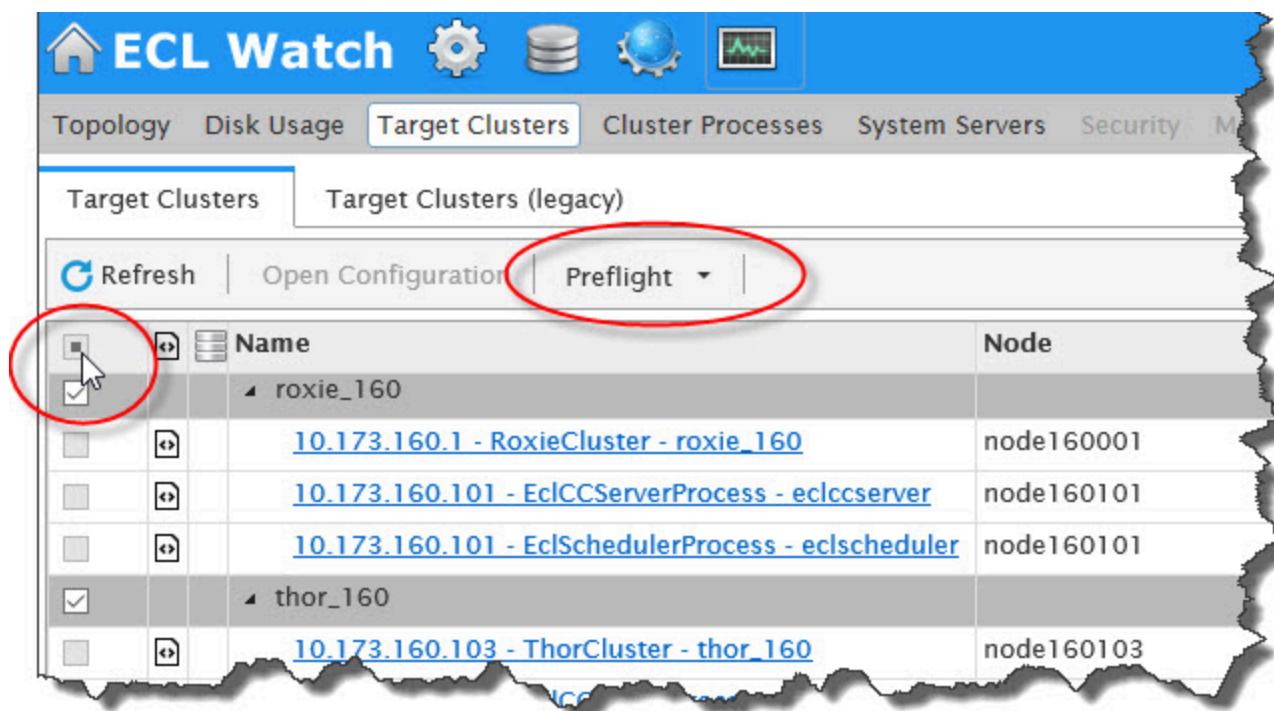 ECL Watch
Topology Disk Usage Target Clusters Cluster Processes System Servers Security
Target Clusters Target Clusters (legacy)
Refresh Open Configuration Preflight
Name Node
roxie_160
10.173.160.1 - RoxieCluster - roxie_160 node160001
10.173.160.101 - EclCCServerProcess - eclccserver node160101
10.173.160.101 - EclSchedulerProcess - eclscheduler node160101
thor_160
10.173.160.103 - ThorCluster - thor_160 node160103